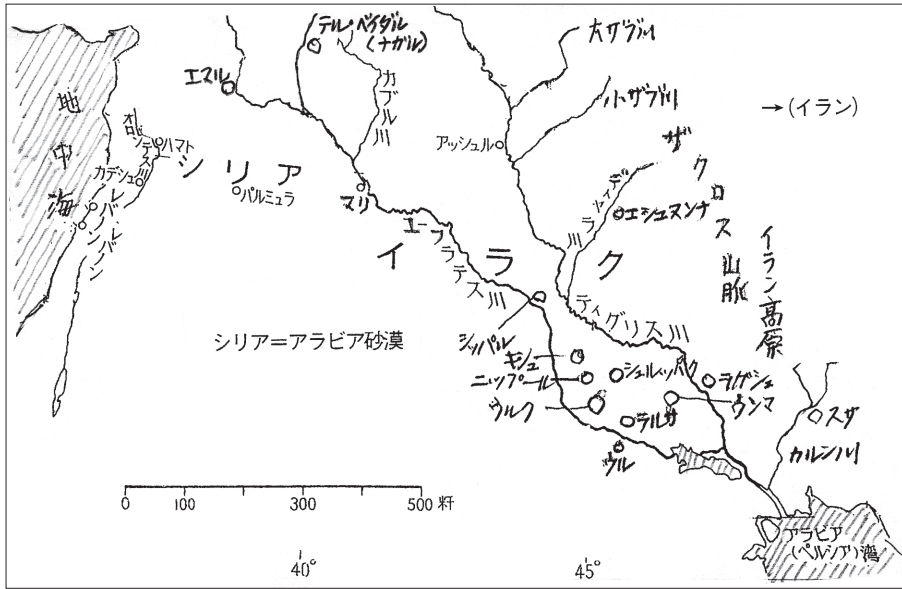 テル・ベイダル
(ナガル)
大ザブ川
小ザブ川
→(イラン)
エマル
カブル川
アッシュル
ザクロス山脈
地中海
オロンテス川
ハマト
カデシュ
シリア
パルミュラ
マリ
レバノン
エシュヌンナ
イラク
ユーフラテス川
ティグリス川
イラン高原
シリア=アラビア砂漠
シッパル
キシュ
ニップール
シュルッパク
ラゲシュ
ウルク
ウンマ
ラルサ
スザ
ウル
カルン川
0 100 300 500 粁
アラビア
(ペルシア)湾
40°
45°